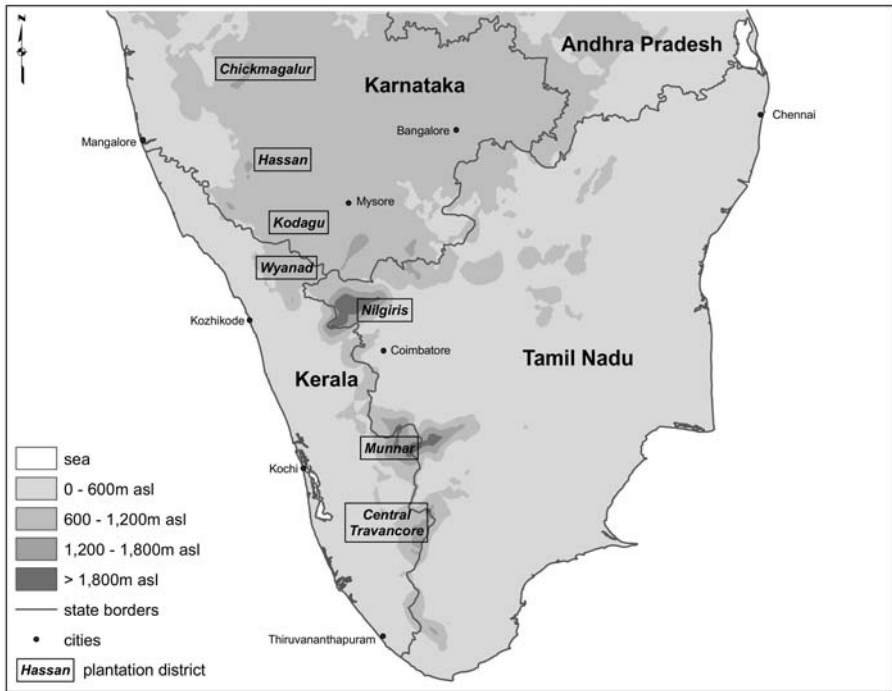 N
Andhra Pradesh
Chickmagalur
Karnataka
Chennai
Bangalore
Mangalore
Hassan
Mysore
Kodagu
Wyanad
Nilgiris
Kozhikode
Coimbatore
Tamil Nadu
Kerala
Munnar
Kochi
Central
Travancore
Thiruvananthapuram
sea
0 - 600m asl
600 - 1,200m asl
1,200 - 1,800m asl
> 1,800m asl
state borders
cities
Hassan plantation district